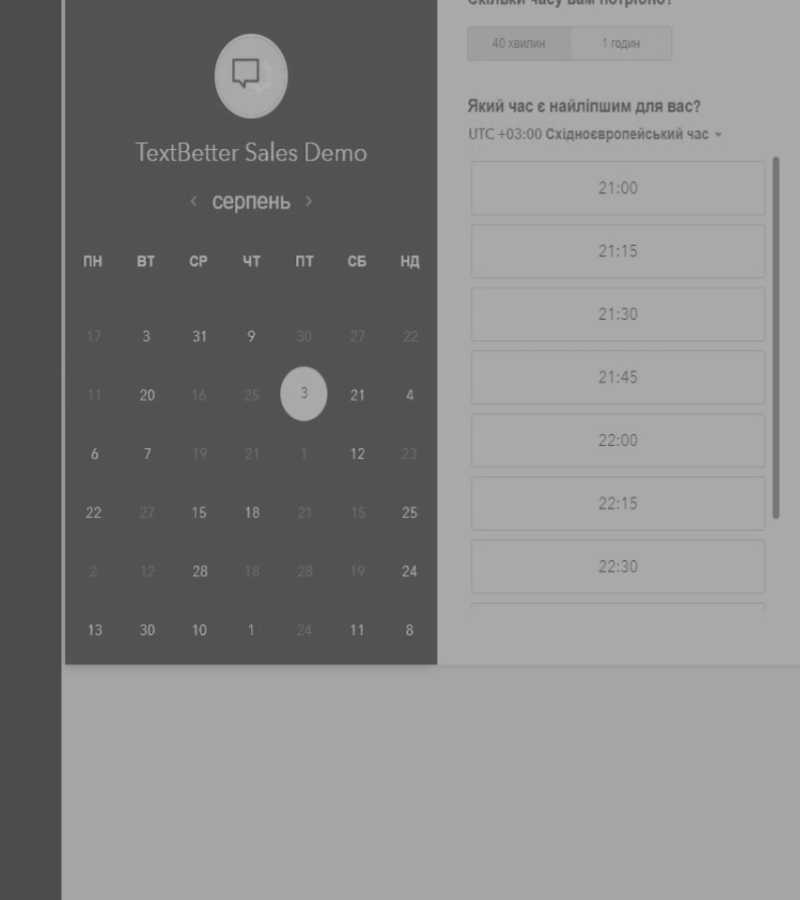 TextBetter Sales Demo
‹ серпень ›
ПН ВТ СР ЧТ ПТ СБ НД
17 3 31 9 30 27 22
11 20 16 25 3 21 4
6 7 19 21 1 12 23
22 27 15 18 21 15 25
2 12 28 18 28 19 24
13 30 10 1 24 11 8
Скільки часу вам потрібно?
40 хвилин 1 годин
Який час є найліпшим для вас?
UTC +03:00 Східноєвропейський час
21:00
21:15
21:30
21:45
22:00
22:15
22:30